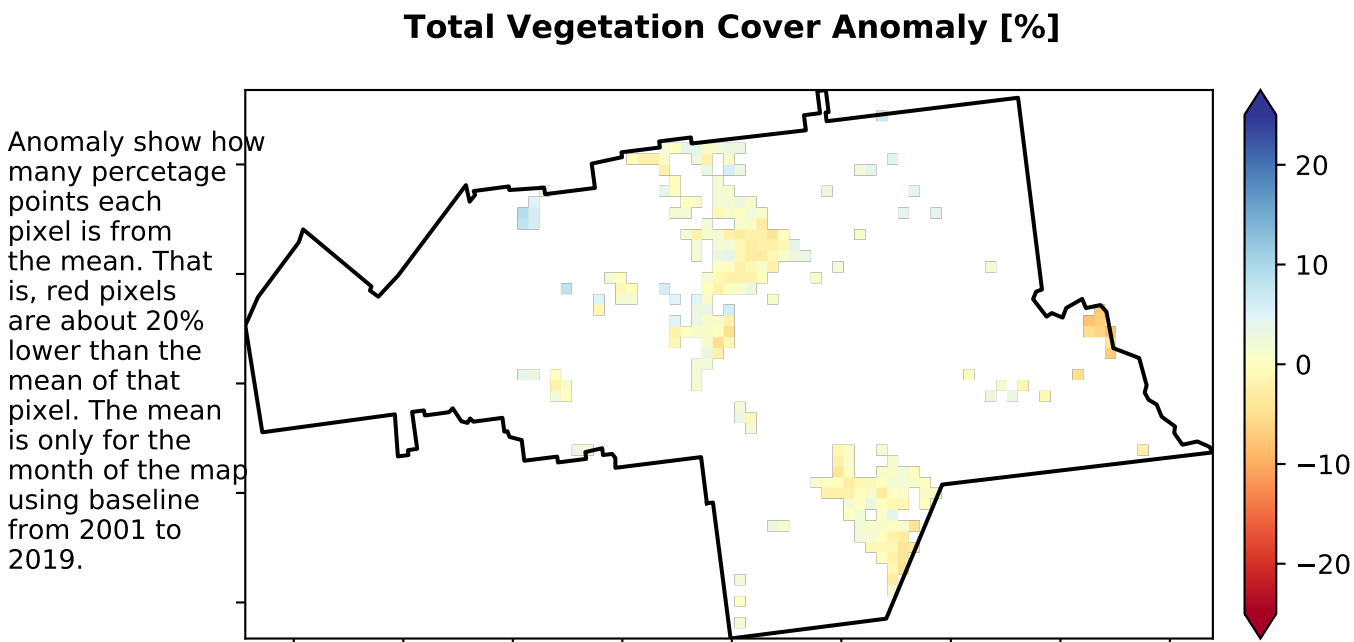 Total Vegetation Cover Anomaly [%]
Anomaly show how
many percetage
points each
pixel is from
the mean. That
is, red pixels
are about 20%
lower than the
mean of that
pixel. The mean
is only for the
month of the map
using baseline
from 2001 to
2019.
20
10
0
−10
−20